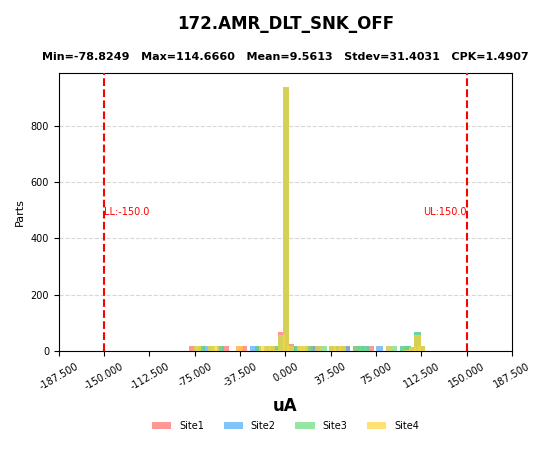 172.AMR_DLT_SNK_OFF
Min=-78.8249 Max=114.6660 Mean=9.5613 Stdev=31.4031 CPK=1.4907
Parts
800
600
400
200
0
LL:-150.0
UL:150.0
-187.500 -150.000 -112.500 -75.000 -37.500 0.000 37.500 75.000 112.500 150.000 187.500
uA
Site1 Site2 Site3 Site4